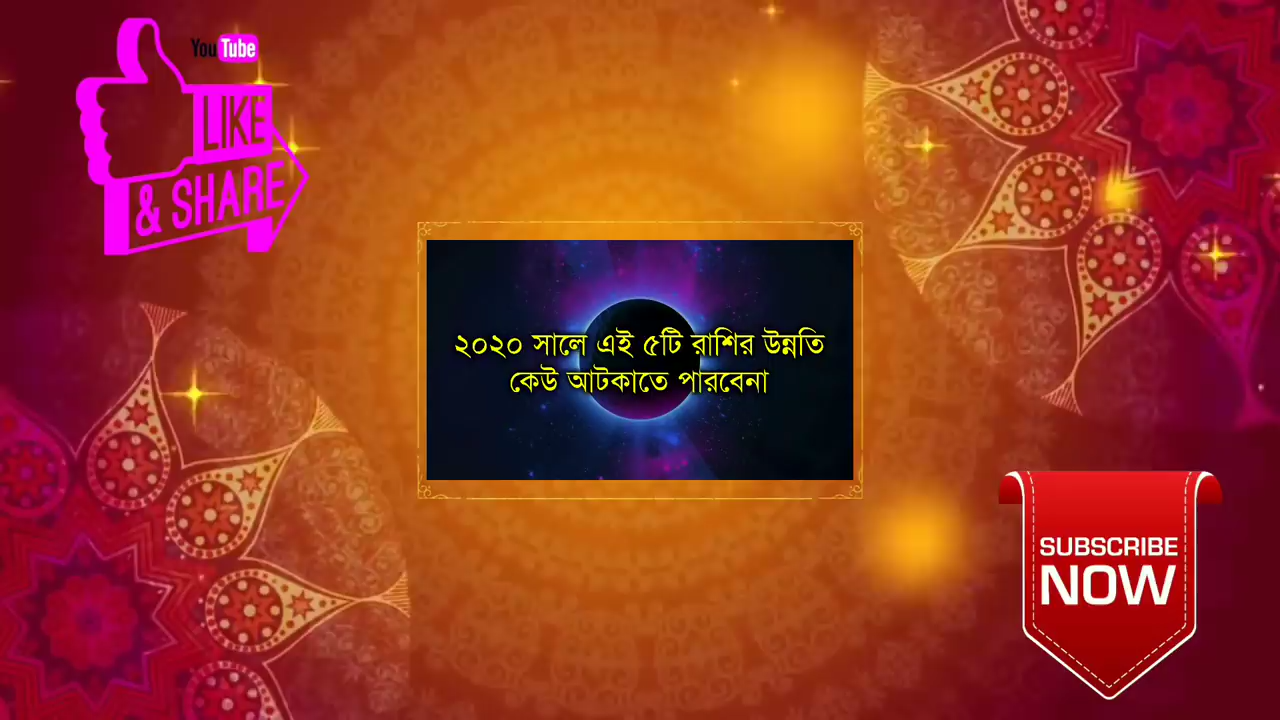 YouTube
LIKE
& SHARE
২০২০ সালে এই ৫টি রাশির উন্নতি
কেউ আটকাতে পারবেনা
SUBSCRIBE
NOW